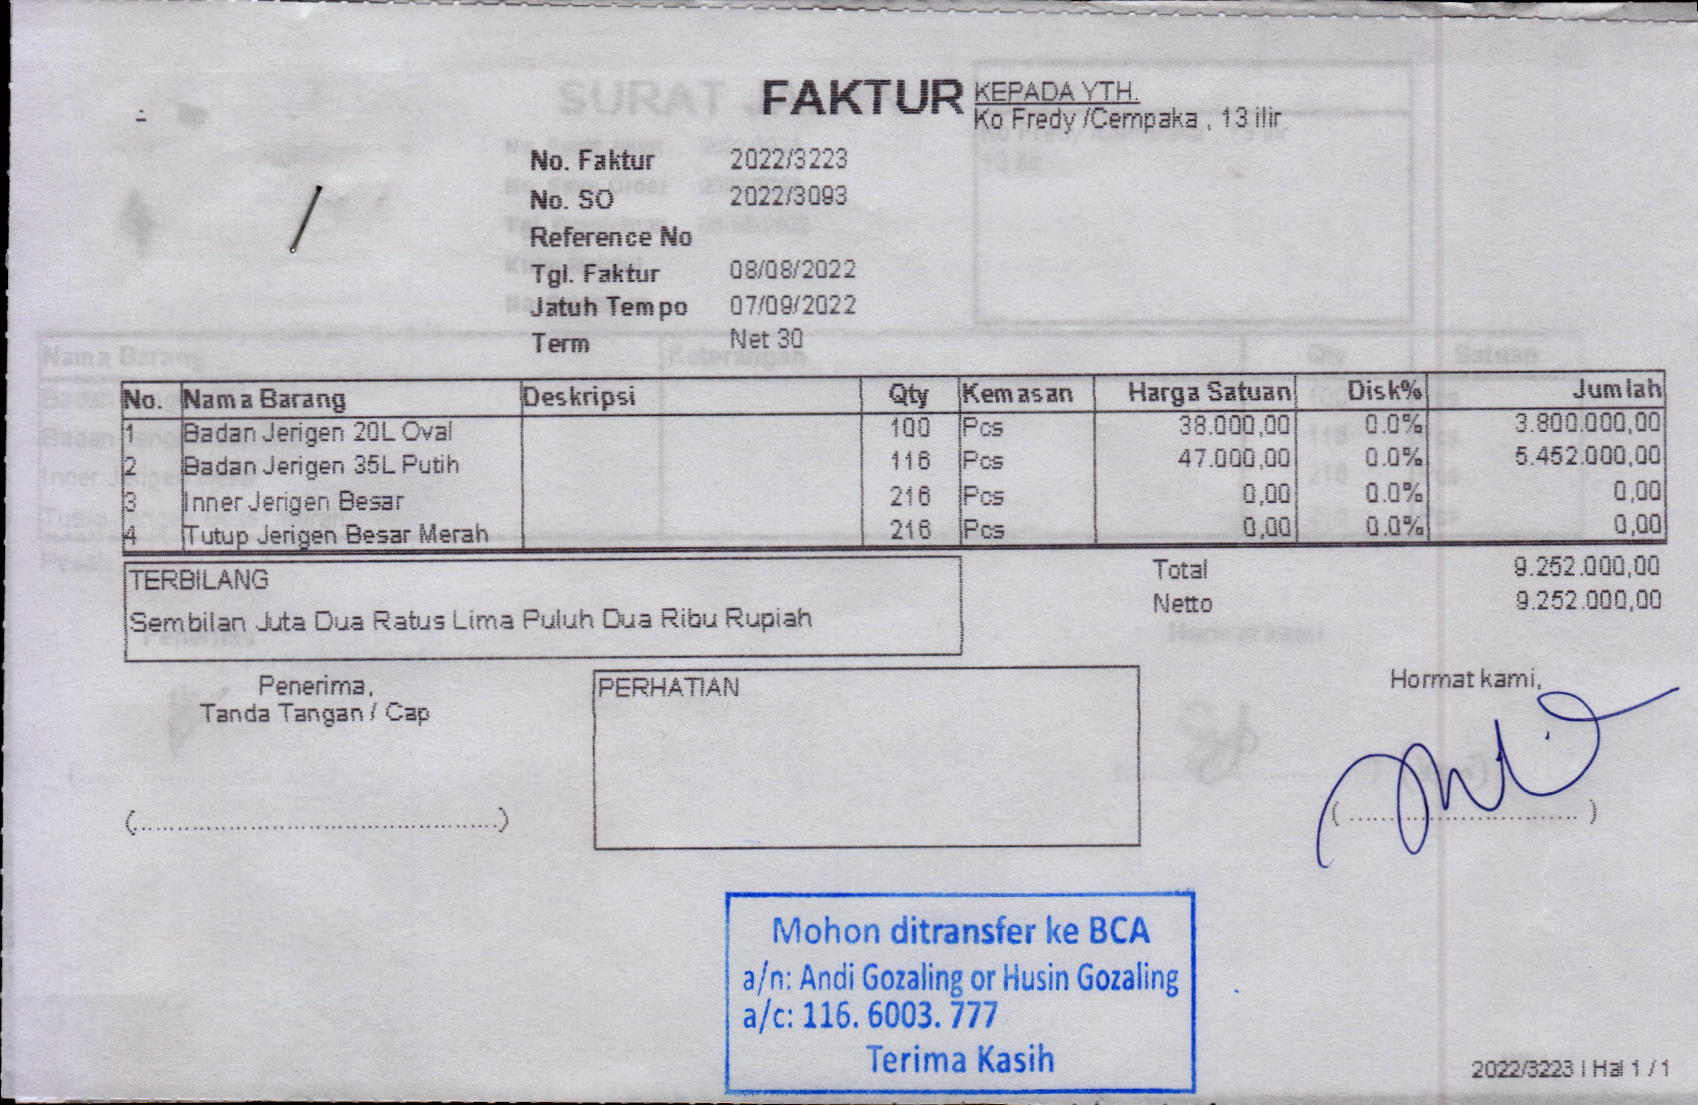 FAKTUR
KEPADA YTH.
Ko Fredy /Cempaka , 13 ilir
No. Faktur 2022/3223
No. SO 2022/3093
Reference No
Tgl. Faktur 08/08/2022
Jatuh Tempo 07/09/2022
Term Net 30
No. Nama Barang Deskripsi Qty Kemasan Harga Satuan Disk% Jumlah
1 Badan Jerigen 20L Oval 100 Pcs 38.000,00 0.0% 3.800.000,00
2 Badan Jerigen 35L Putih 116 Pcs 47.000,00 0.0% 5.452.000,00
3 Inner Jerigen Besar 216 Pcs 0,00 0.0% 0,00
4 Tutup Jerigen Besar Merah 216 Pcs 0,00 0.0% 0,00
Total 9.252.000,00
Netto 9.252.000,00
TERBILANG
Sembilan Juta Dua Ratus Lima Puluh Dua Ribu Rupiah
Penerima,
Tanda Tangan / Cap
(....................................................)
PERHATIAN
Hormat kami,
(................................)
Mohon ditransfer ke BCA
a/n: Andi Gozaling or Husin Gozaling
a/c: 116. 6003. 777
Terima Kasih
2022/3223 | Hal 1 / 1